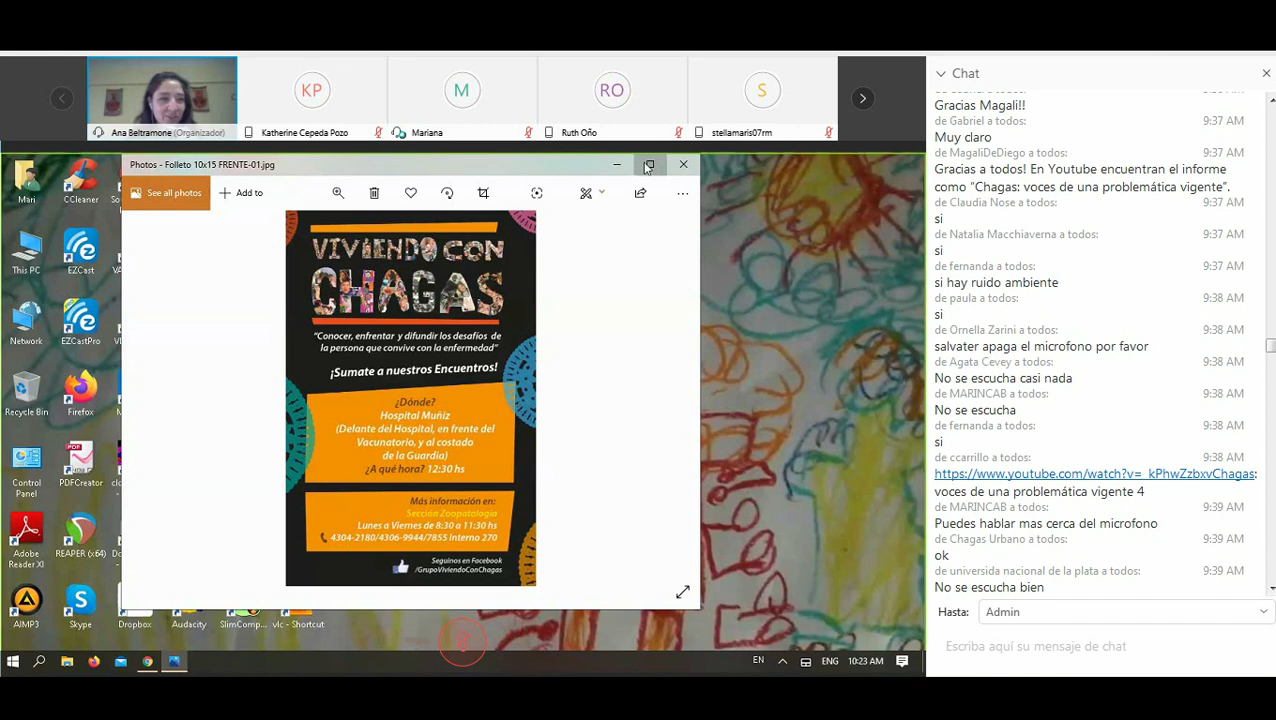 KP
M
RO
S
Ana Beltramone (Organizador)
Katherine Cepeda Pozo
Mariana
Ruth Oño
stellamaris07rm
Photos - Folleto 10x15 FRENTE-01.jpg
See all photos
Add to
VIVIENDO CON
CHAGAS
"Conocer, enfrentar y difundir los desafíos de
la persona que convive con la enfermedad"
¡Sumate a nuestros Encuentros!
¿Dónde?
Hospital Muñiz
(Delante del Hospital, en frente del
Vacunatorio, y al costado
de la Guardia)
¿A qué hora? 12:30 hs
Más información en:
Sección Zoopatología
Lunes a Viernes de 8:30 a 11:30 hs
4304-2180/4306-9944/7855 Interno 270
Seguinos en Facebook
/GrupoViviendoConChagas
Mari
CCleaner
This PC
EZCast
Network
EZCastPro
Recycle Bin
Firefox
Control
Panel
PDFCreator
Adobe
Reader XI
REAPER (x64)
AIMP3
Skype
Dropbox
Audacity
SlimComp...
vlc - Shortcut
EN
ENG
10:23 AM
Chat
Gracias Magali!!
de Gabriel a todos: 9:37 AM
Muy claro
de MagaliDeDiego a todos: 9:37 AM
Gracias a todos! En Youtube encuentran el informe
como "Chagas: voces de una problemática vigente".
de Claudia Nose a todos: 9:37 AM
si
de Natalia Macchiaverna a todos: 9:37 AM
si
de fernanda a todos: 9:37 AM
si hay ruido ambiente
de paula a todos: 9:38 AM
si
de Ornella Zarini a todos: 9:38 AM
salvater apaga el microfono por favor
de Agata Cevey a todos: 9:38 AM
No se escucha casi nada
de MARINCAB a todos: 9:38 AM
No se escucha
de fernanda a todos: 9:38 AM
si
de ccarrillo a todos: 9:38 AM
https://www.youtube.com/watch?v=_kPhwZzbxvChagas:
voces de una problemática vigente 4
de MARINCAB a todos: 9:39 AM
Puedes hablar mas cerca del microfono
de Chagas Urbano a todos: 9:39 AM
ok
de universida nacional de la plata a todos: 9:39 AM
No se escucha bien
Hasta: Admin
Escriba aquí su mensaje de chat